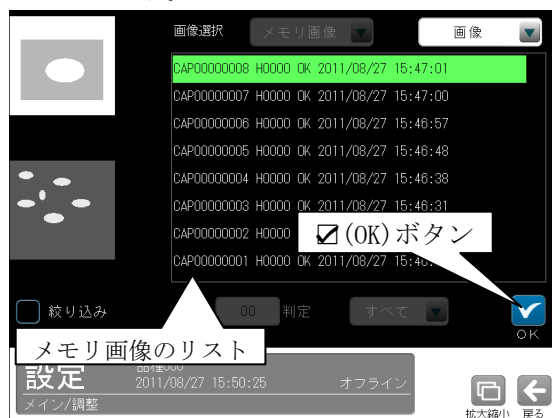 画像選択 メモリ画像 画像
CAP00000008 H0000 OK 2011/08/27 15:47:01
CAP00000007 H0000 OK 2011/08/27 15:47:00
CAP00000006 H0000 OK 2011/08/27 15:46:57
CAP00000005 H0000 OK 2011/08/27 15:46:48
CAP00000004 H0000 OK 2011/08/27 15:46:38
CAP00000003 H0000 OK 2011/08/27 15:46:31
CAP00000002 H0000
☑(OK)ボタン
CAP00000001 H0000 OK 2011/08/27
絞り込み 00 判定 すべて
OK
メモリ画像のリスト
設定 品種000
2011/08/27 15:50:25 オフライン
メイン/調整
拡大縮小 戻る